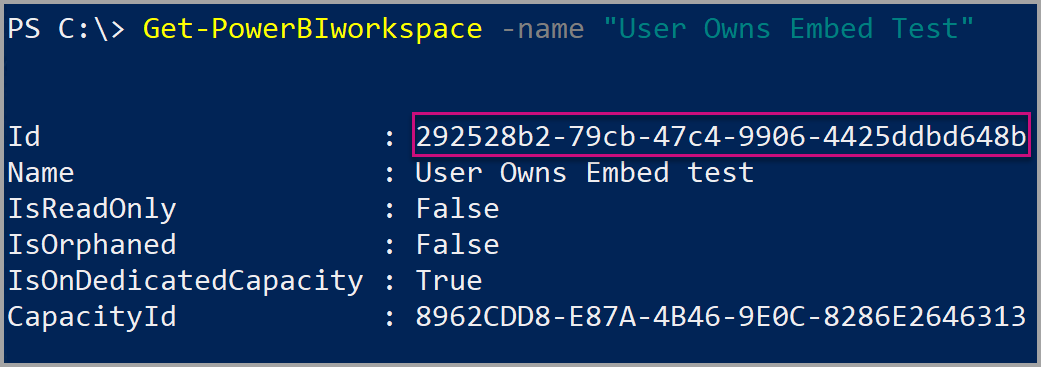 PS C:\> Get-PowerBIworkspace -name "User Owns Embed Test"
Id : 292528b2-79cb-47c4-9906-4425ddbd648b
Name : User Owns Embed test
IsReadOnly : False
IsOrphaned : False
IsOnDedicatedCapacity : True
CapacityId : 8962CDD8-E87A-4B46-9E0C-8286E2646313